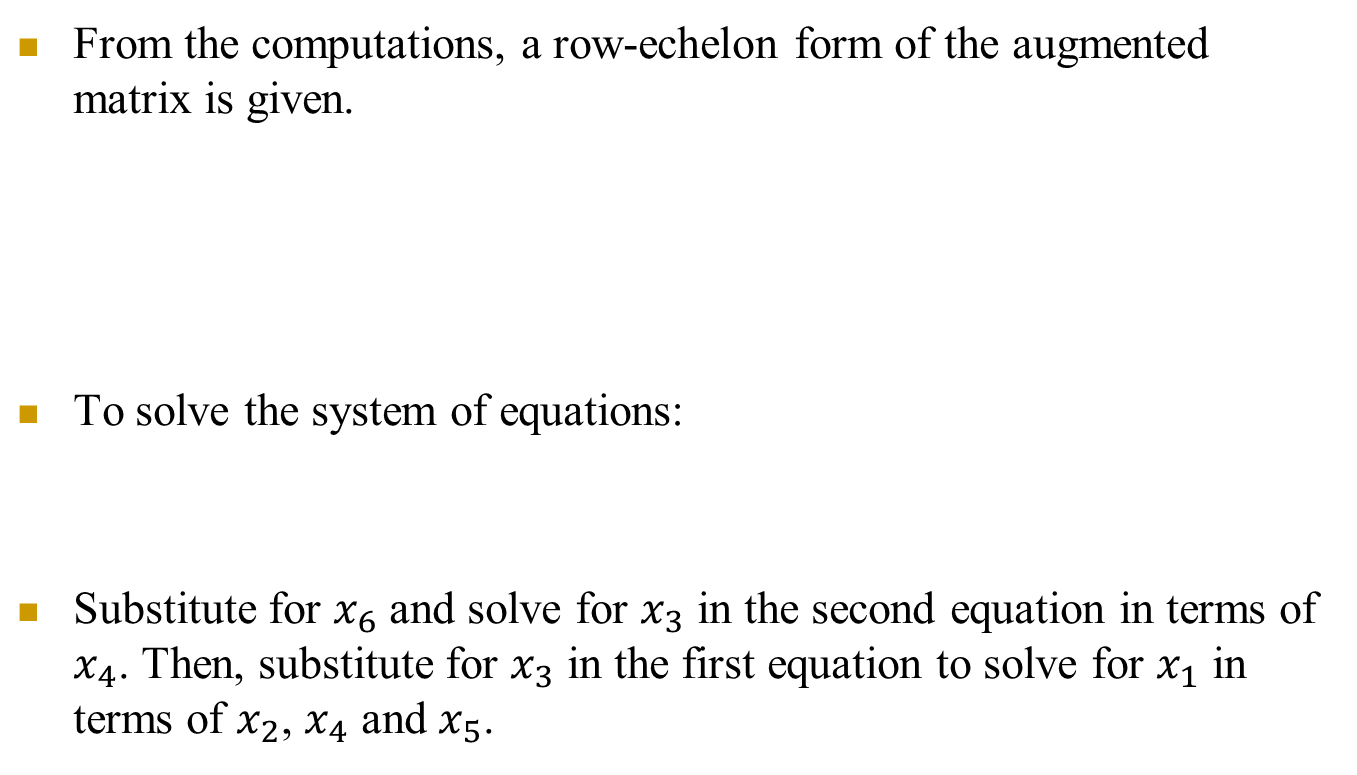 From the computations, a row-echelon form of the augmented
matrix is given.
To solve the system of equations:
Substitute for x₆ and solve for x₃ in the second equation in terms of
x₄. Then, substitute for x₃ in the first equation to solve for x₁ in
terms of x₂, x₄ and x₅.